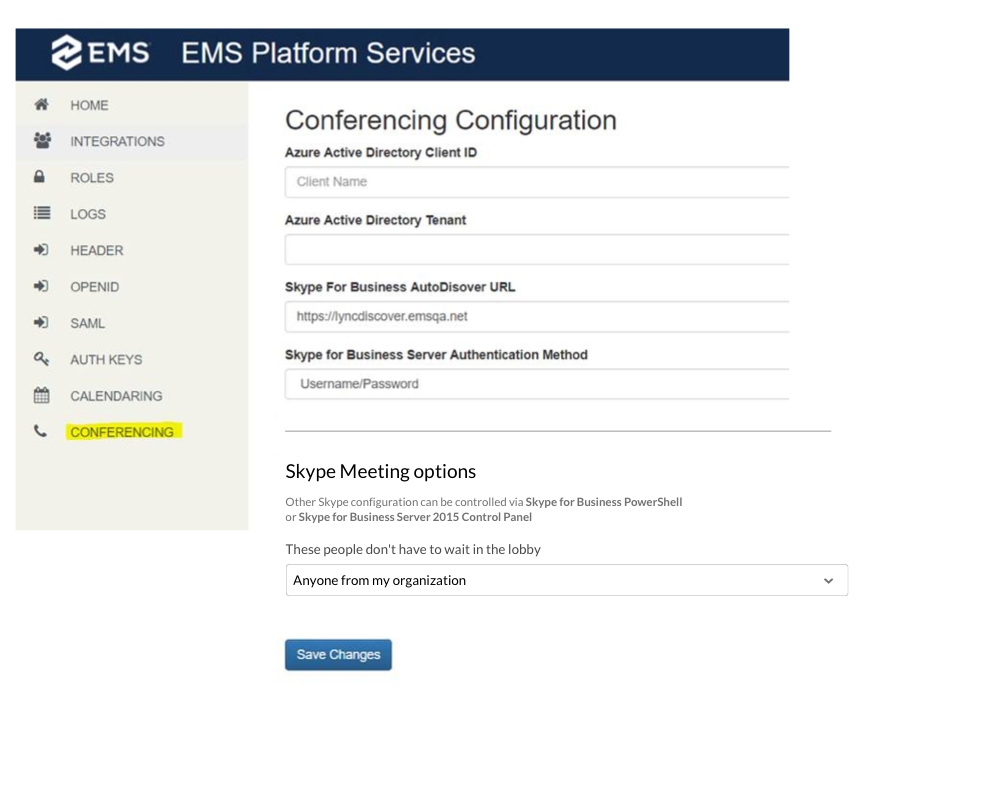 EMS EMS Platform Services
HOME
INTEGRATIONS
ROLES
LOGS
HEADER
OPENID
SAML
AUTH KEYS
CALENDARING
CONFERENCING
Conferencing Configuration
Azure Active Directory Client ID
Client Name
Azure Active Directory Tenant
Skype For Business AutoDisover URL
https://lyncdiscover.emsqa.net
Skype for Business Server Authentication Method
Username/Password
Skype Meeting options
Other Skype configuration can be controlled via Skype for Business PowerShell
or Skype for Business Server 2015 Control Panel
These people don't have to wait in the lobby
Anyone from my organization
Save Changes